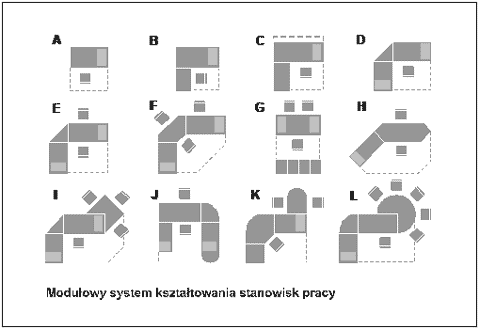 A B C D
E F G H
I J K L
Modułowy system kształtowania stanowisk pracy